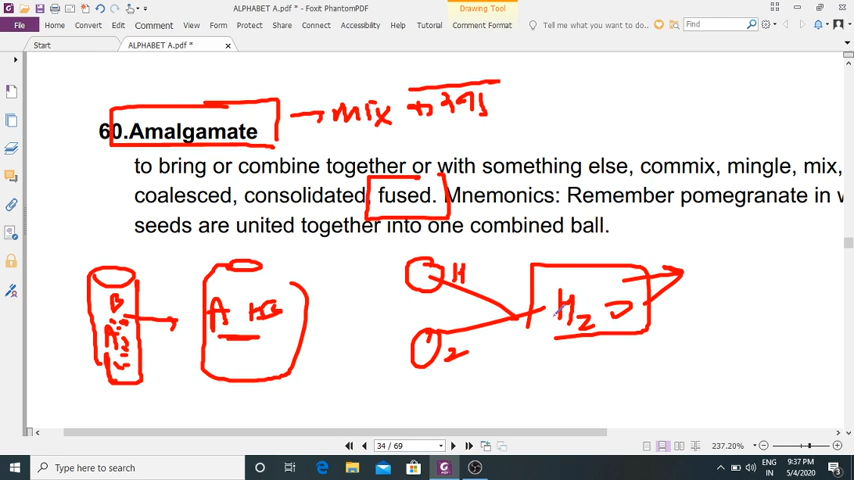 ALPHABET A.pdf * - Foxit PhantomPDF
Drawing Tool
File Home Convert Edit Organize Comment View Form Protect Share Connect Accessibility Help Tutorial Comment Format Tell me what you want to do.. Find
Start ALPHABET A.pdf *
→ mix
60.Amalgamate
to bring or combine together or with something else, commix, mingle, mix,
coalesced, consolidated, fused. Mnemonics: Remember pomegranate in w
seeds are united together into one combined ball.
H
B
A
A
H2O
2
34 / 69
237.20%
Type here to search
ENG
9:37 PM
IN
5/4/2020
3